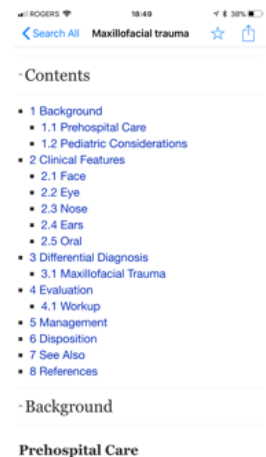 ROGERS 18:49 38%
Search All Maxillofacial trauma
Contents
1 Background
1.1 Prehospital Care
1.2 Pediatric Considerations
2 Clinical Features
2.1 Face
2.2 Eye
2.3 Nose
2.4 Ears
2.5 Oral
3 Differential Diagnosis
3.1 Maxillofacial Trauma
4 Evaluation
4.1 Workup
5 Management
6 Disposition
7 See Also
8 References
Background
Prehospital Care